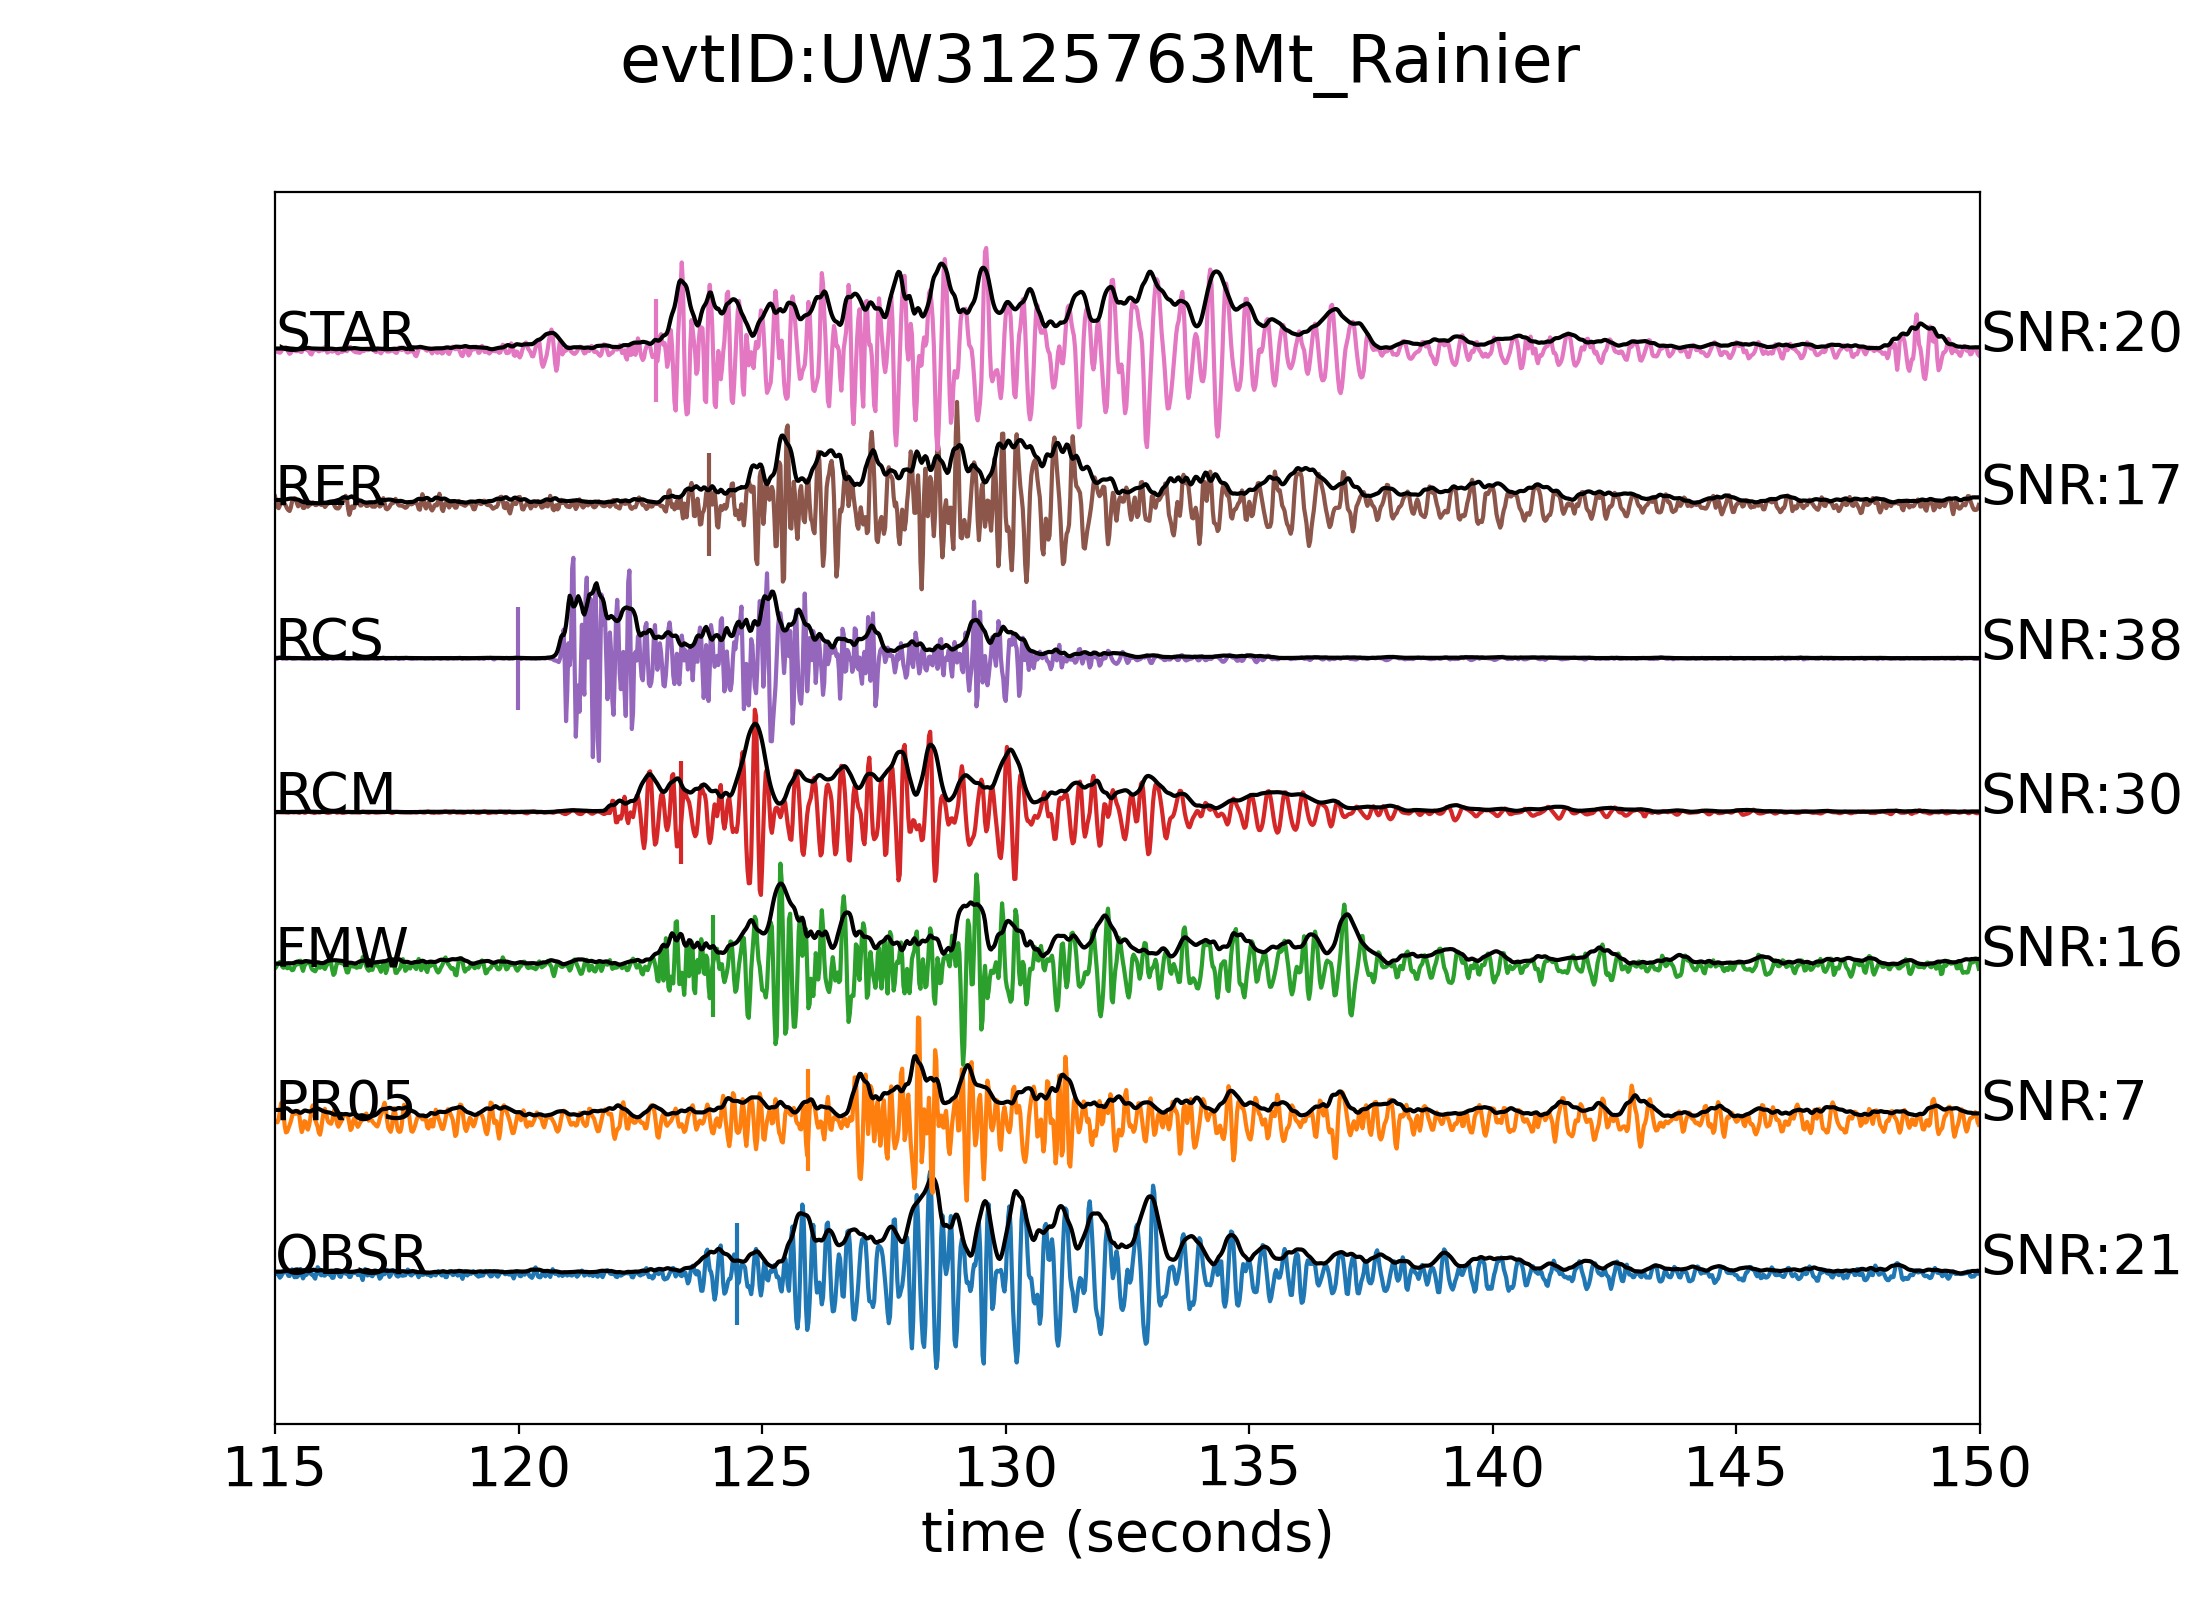 evtID:UW3125763Mt_Rainier
STAR SNR:20
RER SNR:17
RCS SNR:38
RCM SNR:30
FMW SNR:16
PR05 SNR:7
OBSR SNR:21
115 120 125 130 135 140 145 150
time (seconds)